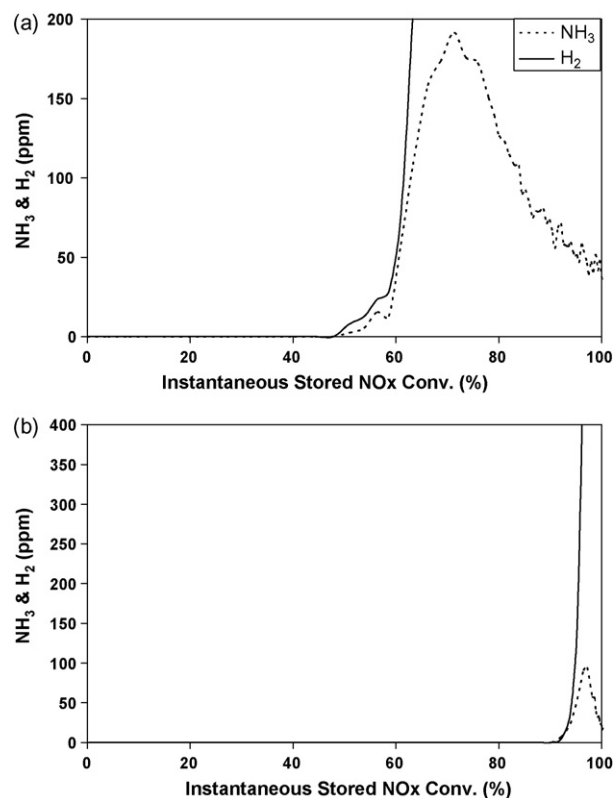 (a)
200
150
100
50
0
NH₃ & H₂ (ppm)
NH₃
H₂
0 20 40 60 80 100
Instantaneous Stored NOx Conv. (%)
(b)
400
350
300
250
200
150
100
50
0
NH₃ & H₂ (ppm)
0 20 40 60 80 100
Instantaneous Stored NOx Conv. (%)